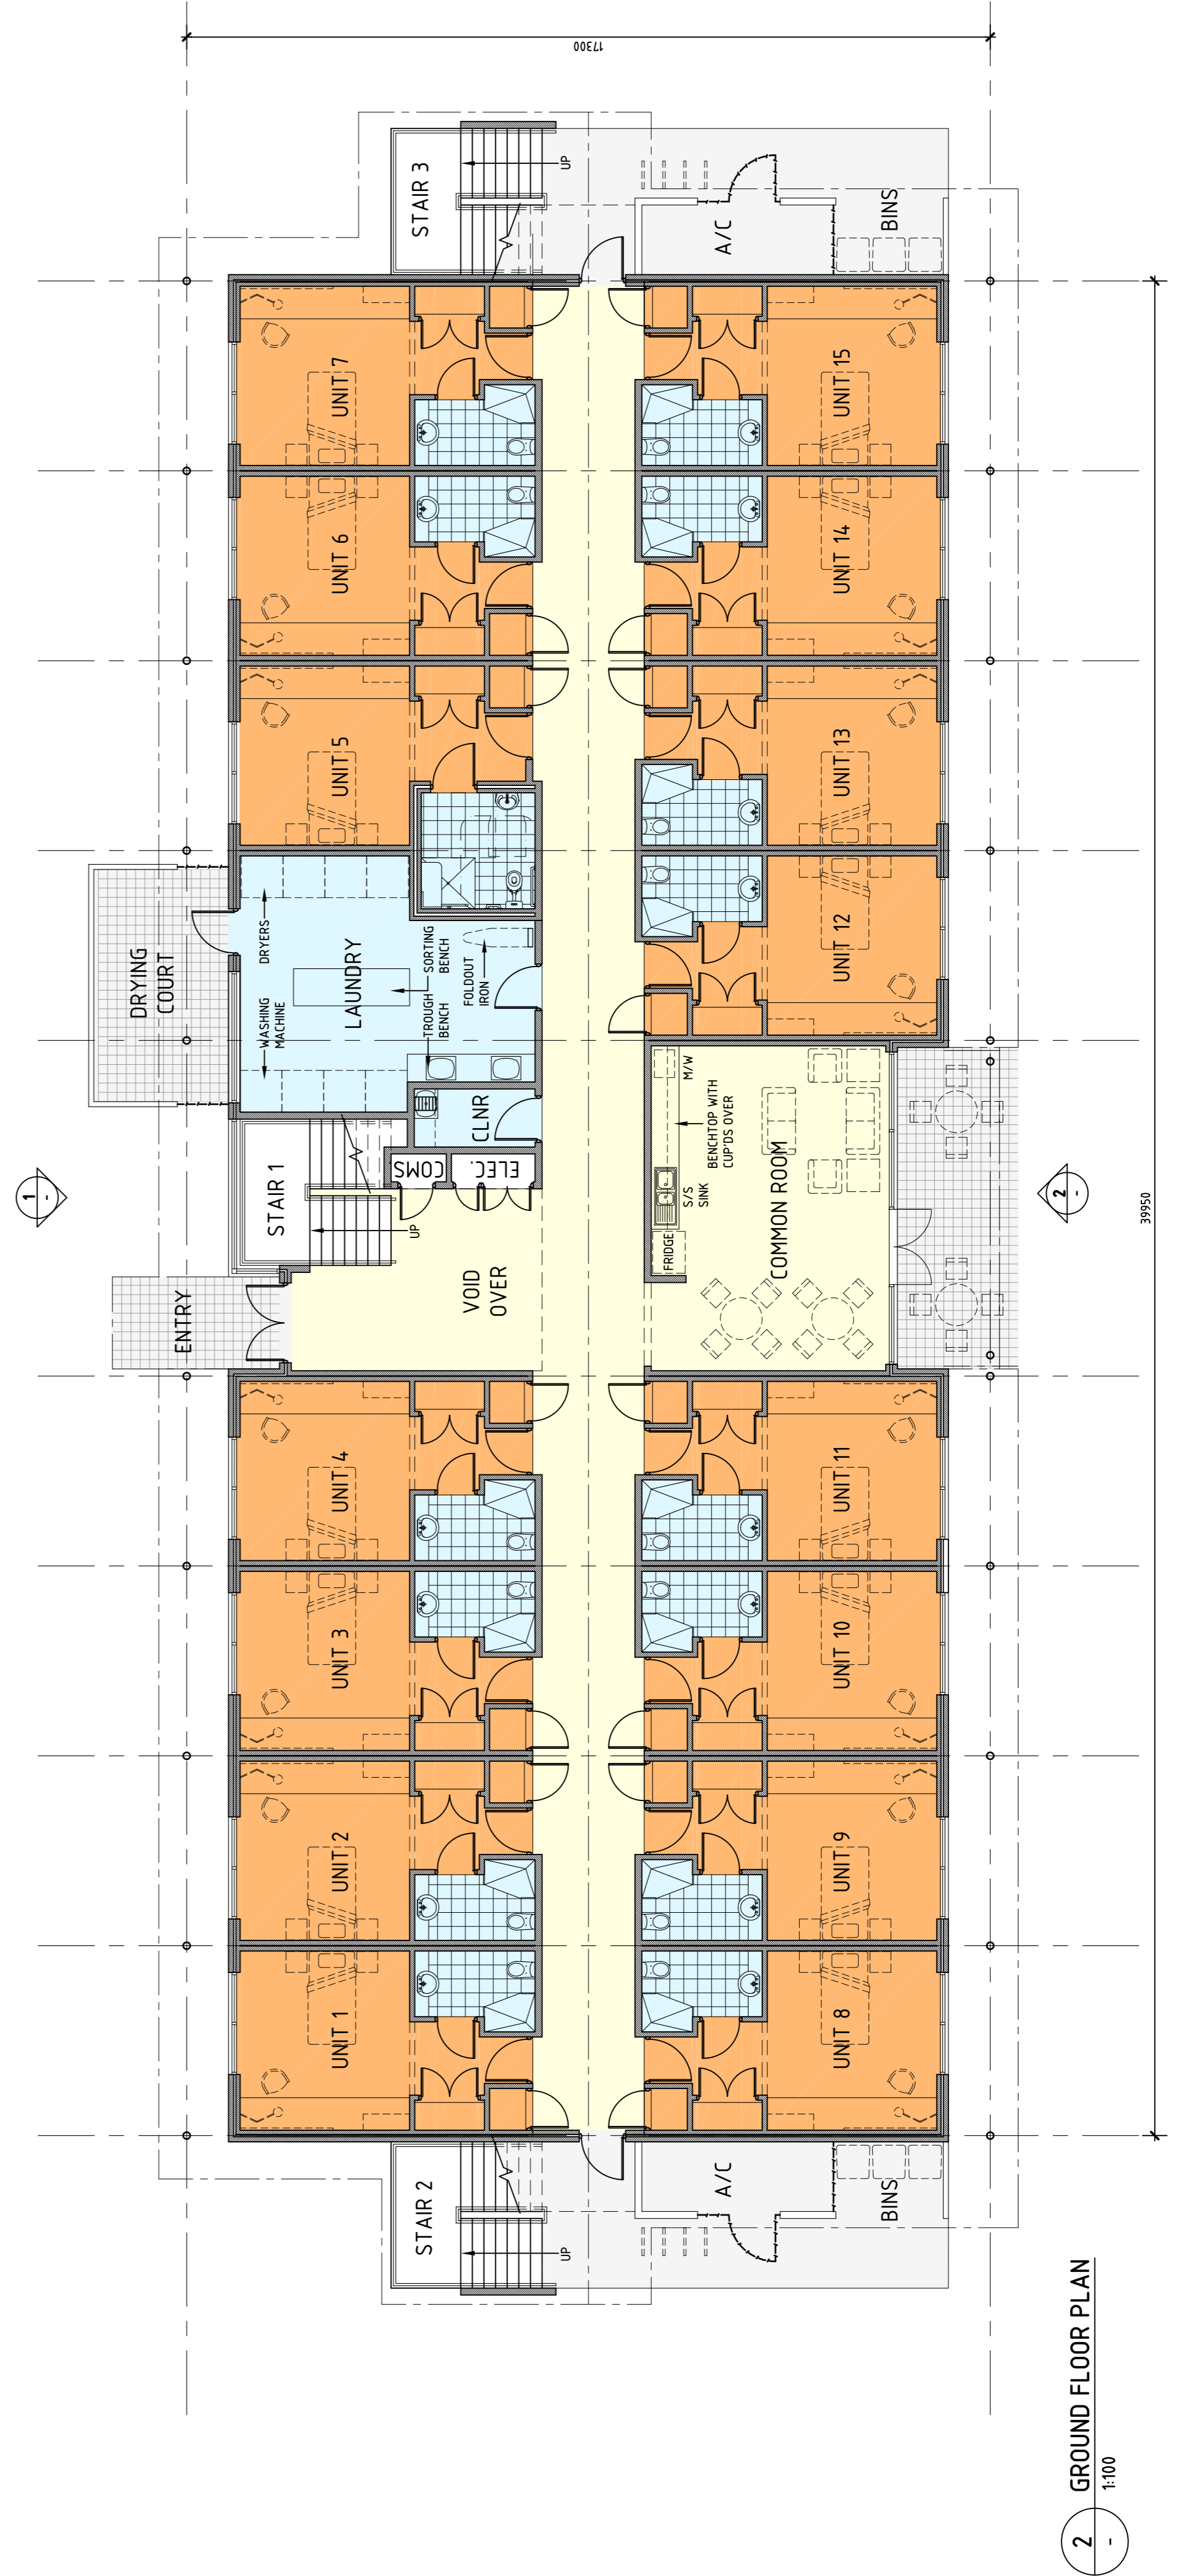 17300
STAIR 3
UP
A/C
BINS
UNIT 7
UNIT 15
UNIT 6
UNIT 14
UNIT 5
UNIT 13
DRYING
COURT
DRYERS
LAUNDRY
WASHING
MACHINE
SORTING
BENCH
TROUGH
BENCH
FOLDOUT
IRON
UNIT 12
CLNR
COMS.
ELEC.
STAIR 1
UP
M/W
BENCHTOP WITH
CUP'DS OVER
S/S
SINK
FRIDGE
COMMON ROOM
1
-
2
-
39950
ENTRY
VOID
OVER
UNIT 4
UNIT 11
UNIT 3
UNIT 10
UNIT 2
UNIT 9
UNIT 1
UNIT 8
STAIR 2
UP
A/C
BINS
2
-
GROUND FLOOR PLAN
1:100